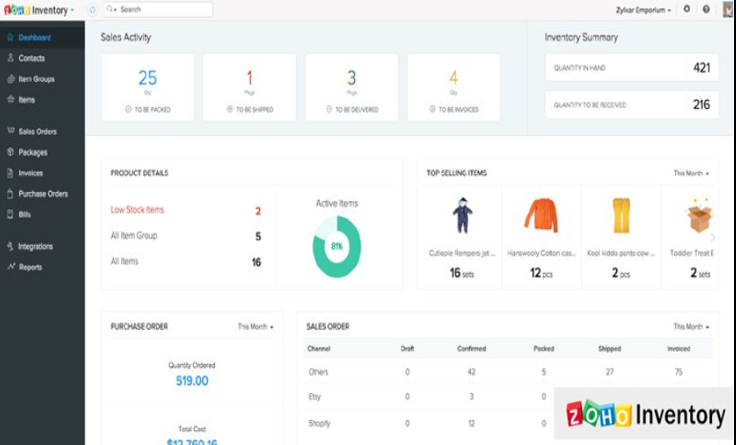 ZOHO Inventory
Search
Zylkar Emporium
Dashboard
Contacts
Item Groups
Items
Sales Orders
Packages
Invoices
Purchase Orders
Bills
Integrations
Reports
Sales Activity
25
Qty
TO BE PACKED
1
Pkgs
TO BE SHIPPED
3
Pkgs
TO BE DELIVERED
4
Qty
TO BE INVOICED
Inventory Summary
QUANTITY IN HAND 421
QUANTITY TO BE RECEIVED 216
PRODUCT DETAILS
Low Stock Items 2
All Item Group 5
All Items 16
Active Items
81%
TOP SELLING ITEMS This Month
Cutiepie Rompers-jet ...
16 sets
Hanswooly Cotton cas...
12 pcs
Kool kidda pants cow ...
2 pcs
Toddler Treat E
2 sets
PURCHASE ORDER This Month
Quantity Ordered
519.00
Total Cost
$12,760.16
SALES ORDER This Month
Channel Draft Confirmed Packed Shipped Invoiced
Others 0 42 5 27 75
Etsy 0 3 0
Shopify 0 12 0
ZOHO Inventory